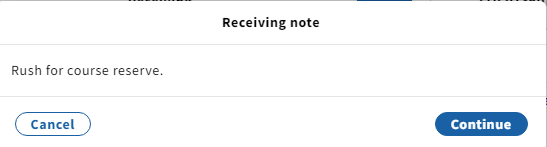 Receiving note
Rush for course reserve.
Cancel
Continue